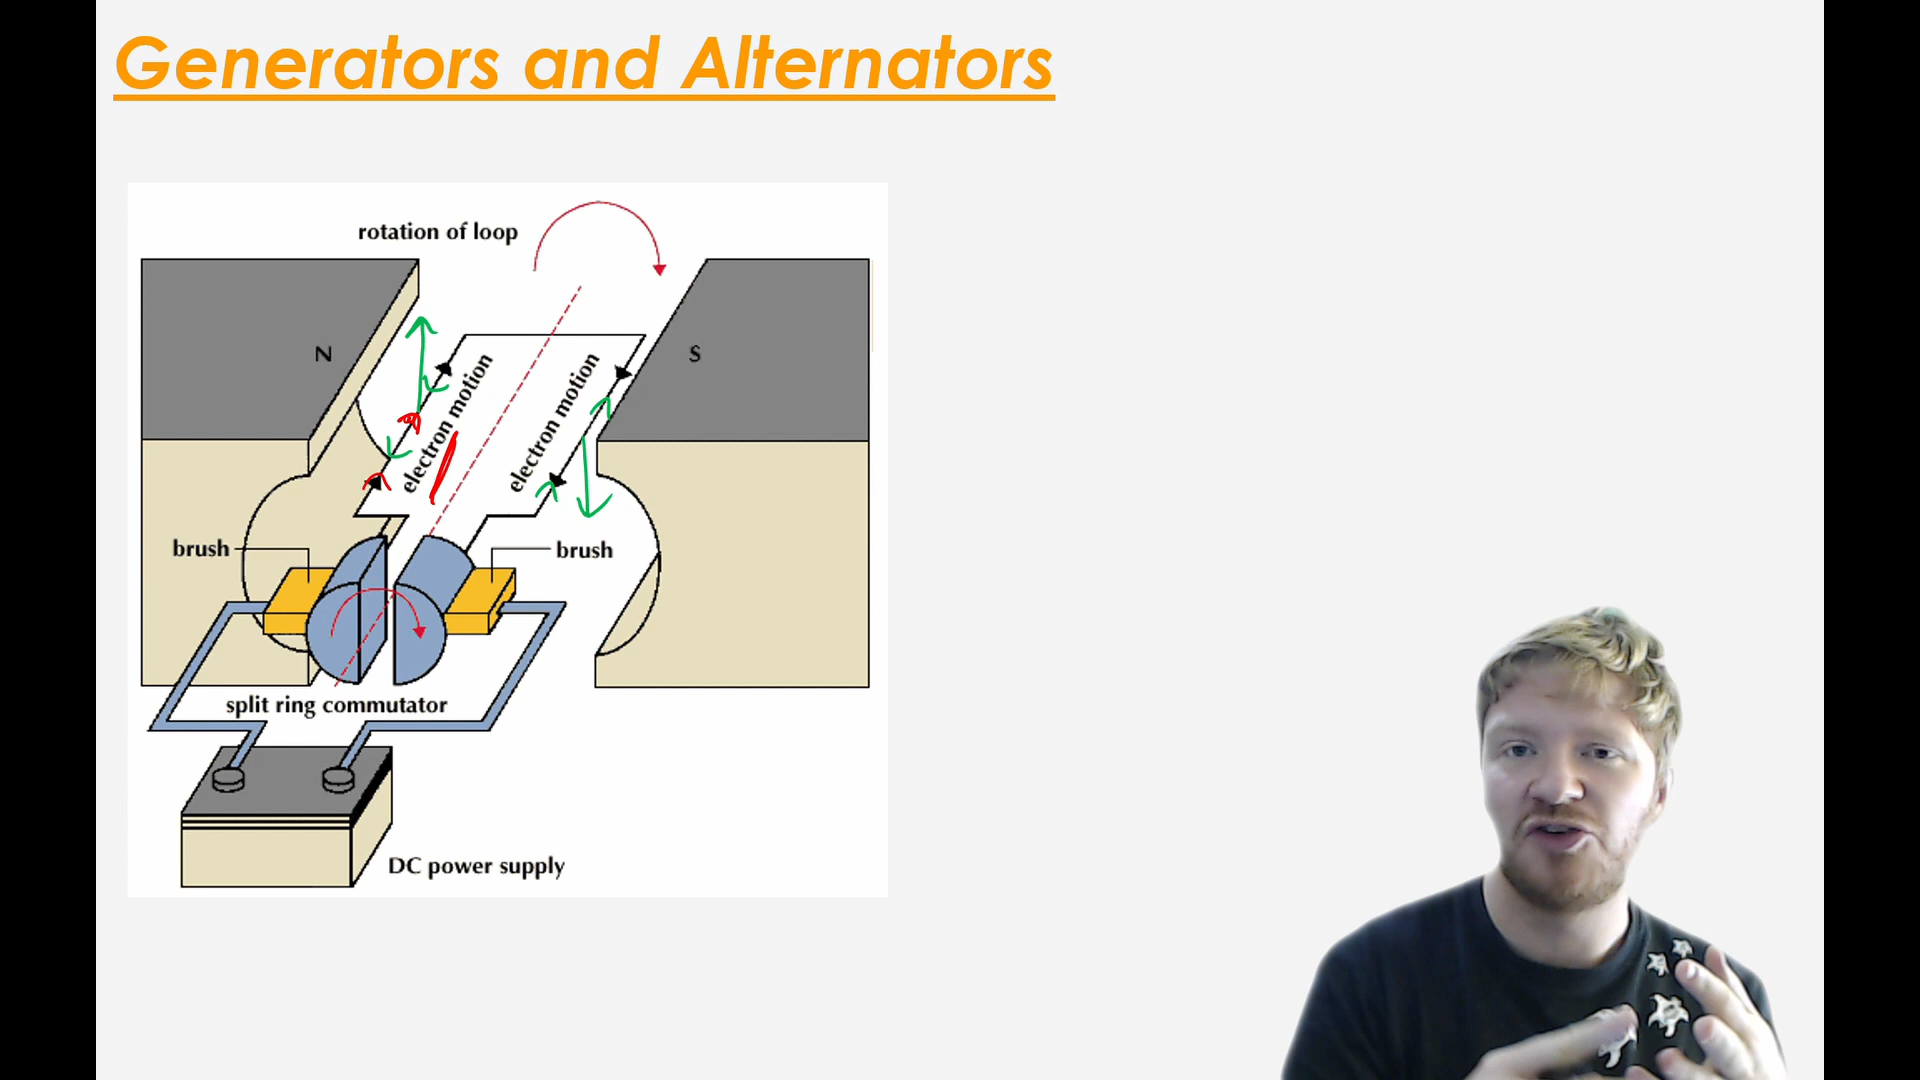 Generators and Alternators
rotation of loop
N
S
electron motion
electron motion
brush
brush
split ring commutator
DC power supply